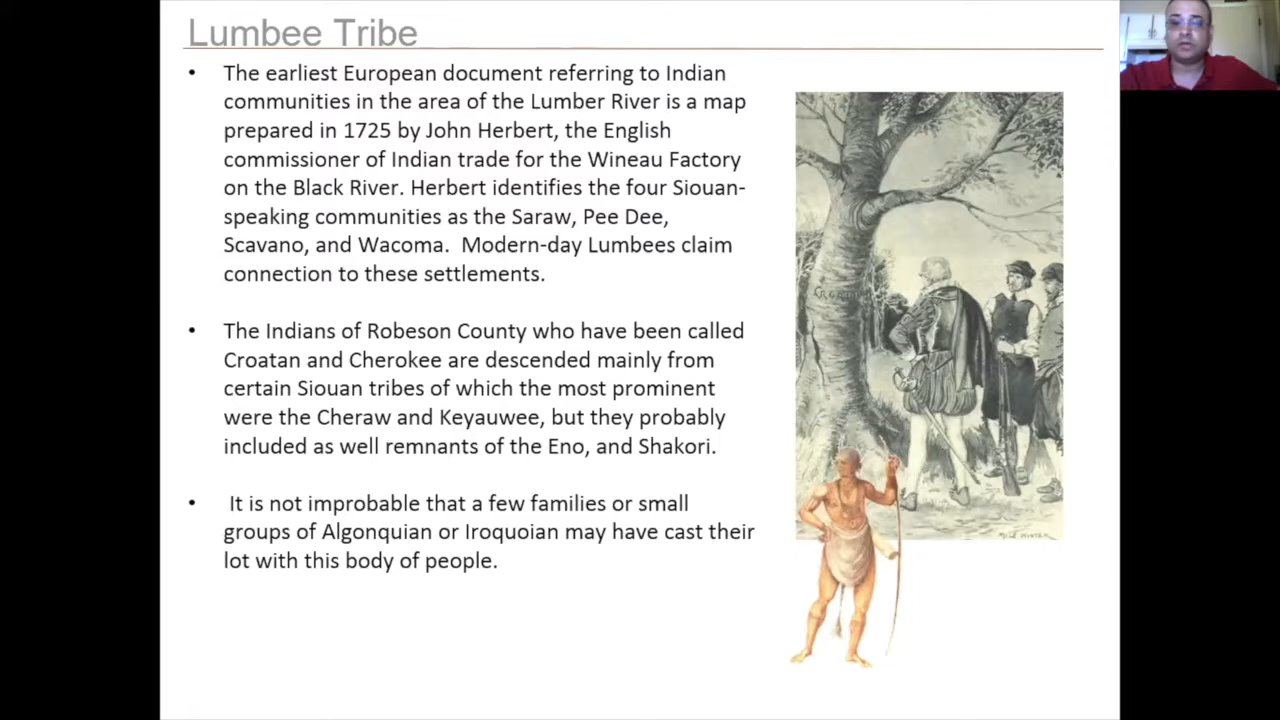 Lumbee Tribe
• The earliest European document referring to Indian
communities in the area of the Lumber River is a map
prepared in 1725 by John Herbert, the English
commissioner of Indian trade for the Wineau Factory
on the Black River. Herbert identifies the four Siouan-
speaking communities as the Saraw, Pee Dee,
Scavano, and Wacoma. Modern-day Lumbees claim
connection to these settlements.
• The Indians of Robeson County who have been called
Croatan and Cherokee are descended mainly from
certain Siouan tribes of which the most prominent
were the Cheraw and Keyauwee, but they probably
included as well remnants of the Eno, and Shakori.
• It is not improbable that a few families or small
groups of Algonquian or Iroquoian may have cast their
lot with this body of people.